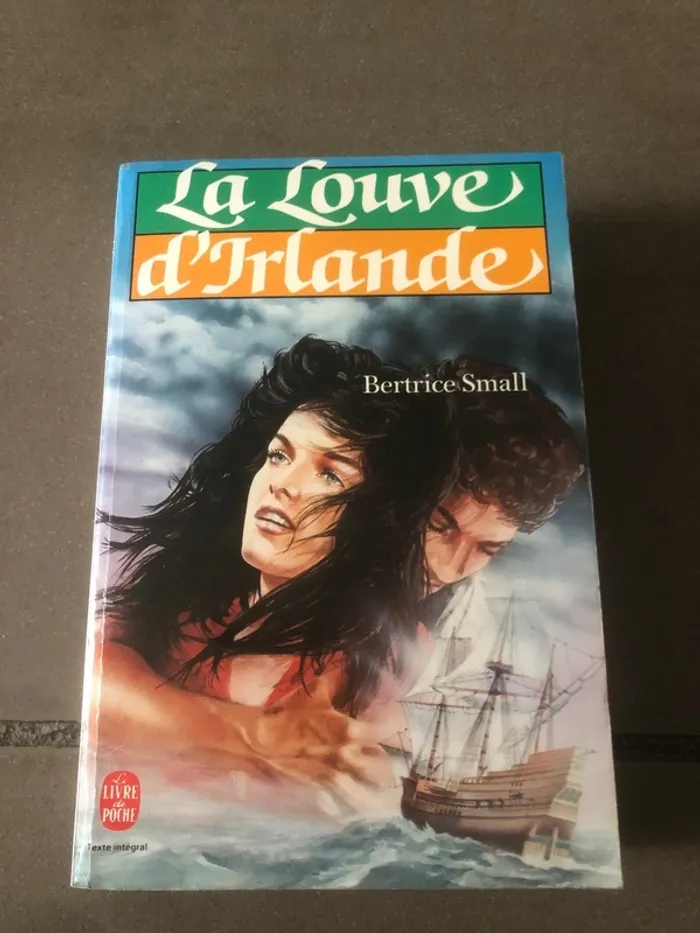 La Louve
d'Irlande
Bertrice Small
Le
LIVRE
de
POCHE
Texte intégral